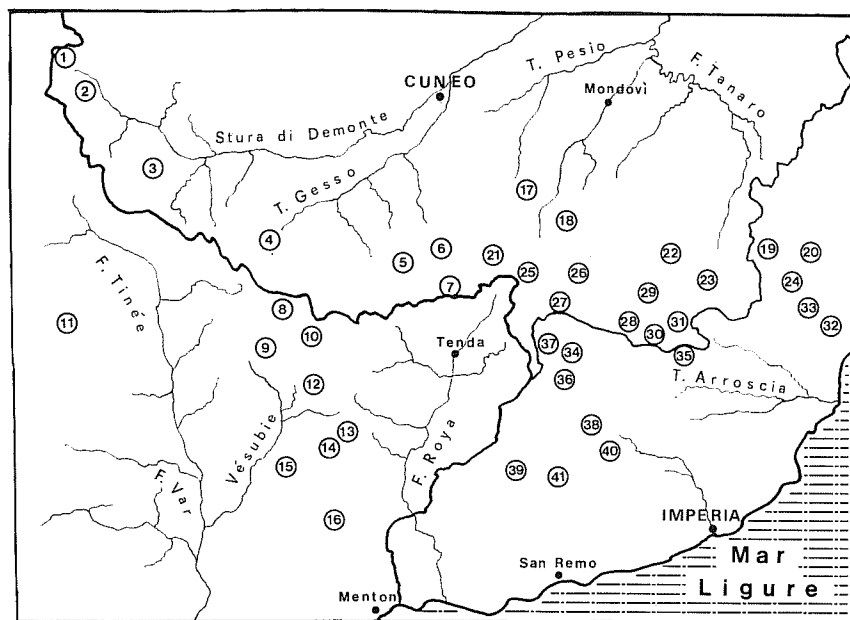 1
2
CUNEO
T. Pesio
Mondovì
F. Tanaro
Stura di Demonte
3
T. Gesso
17
18
4
5
6
21
22
19
20
25
26
23
24
7
27
29
33
F. Tinée
8
28
30
31
32
11
10
9
Tenda
37
34
35
36
T. Arroscia
12
13
14
15
Vésubie
F. Roya
38
40
39
41
F. Var
16
IMPERIA
San Remo
Menton
Mar
Ligure